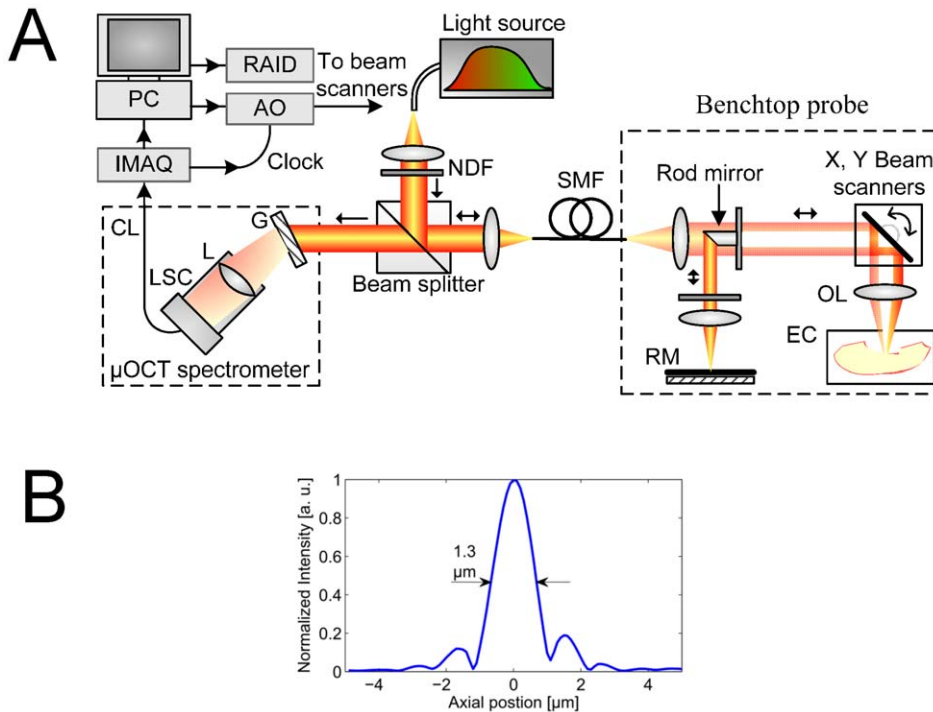 A
Light source
To beam
scanners
RAID
PC
AO
IMAQ
Clock
NDF
CL
G
L
LSC
Beam splitter
µOCT spectrometer
SMF
Benchtop probe
Rod mirror
X, Y Beam
scanners
OL
EC
RM
B
Normalized Intensity [a. u.]
1
0.8
0.6
0.4
0.2
0
1.3
µm
−4
−2
0
2
4
Axial postion [µm]